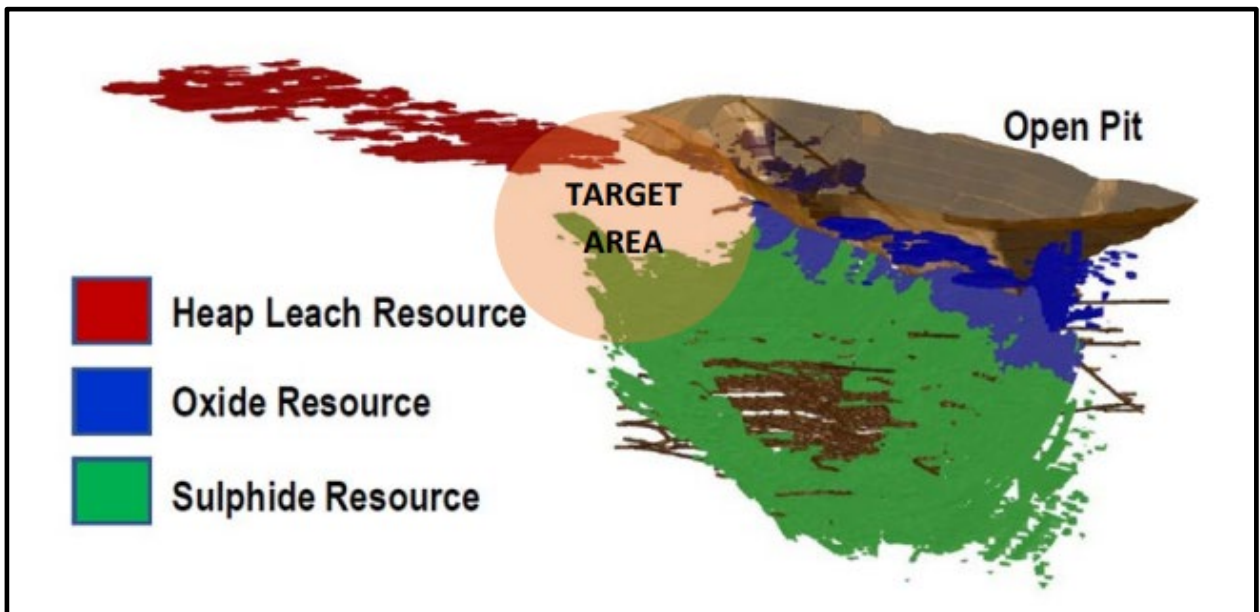 Open Pit
TARGET
AREA
Heap Leach Resource
Oxide Resource
Sulphide Resource